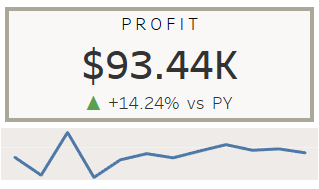 PROFIT
$93.44K
▲ +14.24% vs PY